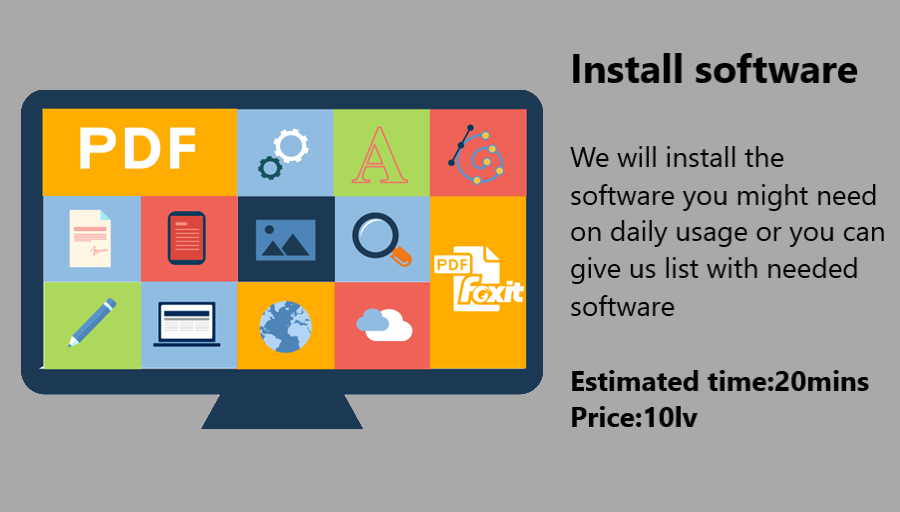 Install software
PDF
A
We will install the
software you might need
on daily usage or you can
give us list with needed
software
PDF
foxit
Estimated time:20mins
Price:10lv